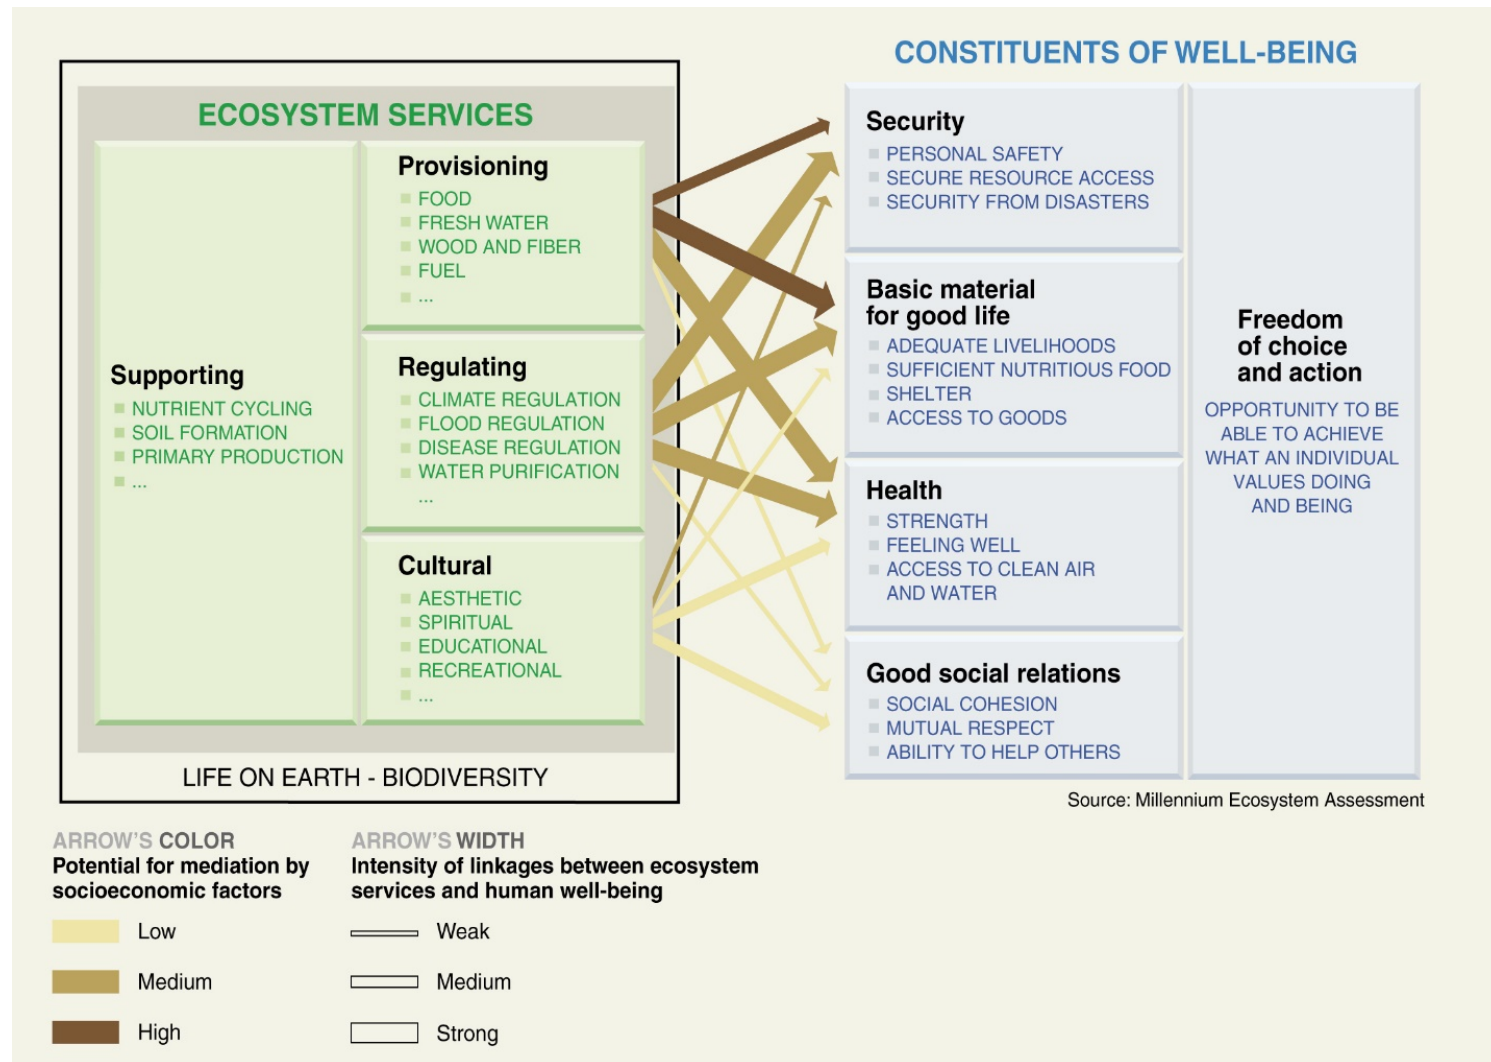 CONSTITUENTS OF WELL-BEING
ECOSYSTEM SERVICES
Supporting
NUTRIENT CYCLING
SOIL FORMATION
PRIMARY PRODUCTION
...
Provisioning
FOOD
FRESH WATER
WOOD AND FIBER
FUEL
...
Regulating
CLIMATE REGULATION
FLOOD REGULATION
DISEASE REGULATION
WATER PURIFICATION
...
Cultural
AESTHETIC
SPIRITUAL
EDUCATIONAL
RECREATIONAL
...
LIFE ON EARTH - BIODIVERSITY
Security
PERSONAL SAFETY
SECURE RESOURCE ACCESS
SECURITY FROM DISASTERS
Basic material
for good life
ADEQUATE LIVELIHOODS
SUFFICIENT NUTRITIOUS FOOD
SHELTER
ACCESS TO GOODS
Health
STRENGTH
FEELING WELL
ACCESS TO CLEAN AIR
AND WATER
Good social relations
SOCIAL COHESION
MUTUAL RESPECT
ABILITY TO HELP OTHERS
Freedom
of choice
and action
OPPORTUNITY TO BE
ABLE TO ACHIEVE
WHAT AN INDIVIDUAL
VALUES DOING
AND BEING
Source: Millennium Ecosystem Assessment
ARROW'S COLOR
Potential for mediation by
socioeconomic factors
Low
Medium
High
ARROW'S WIDTH
Intensity of linkages between ecosystem
services and human well-being
Weak
Medium
Strong